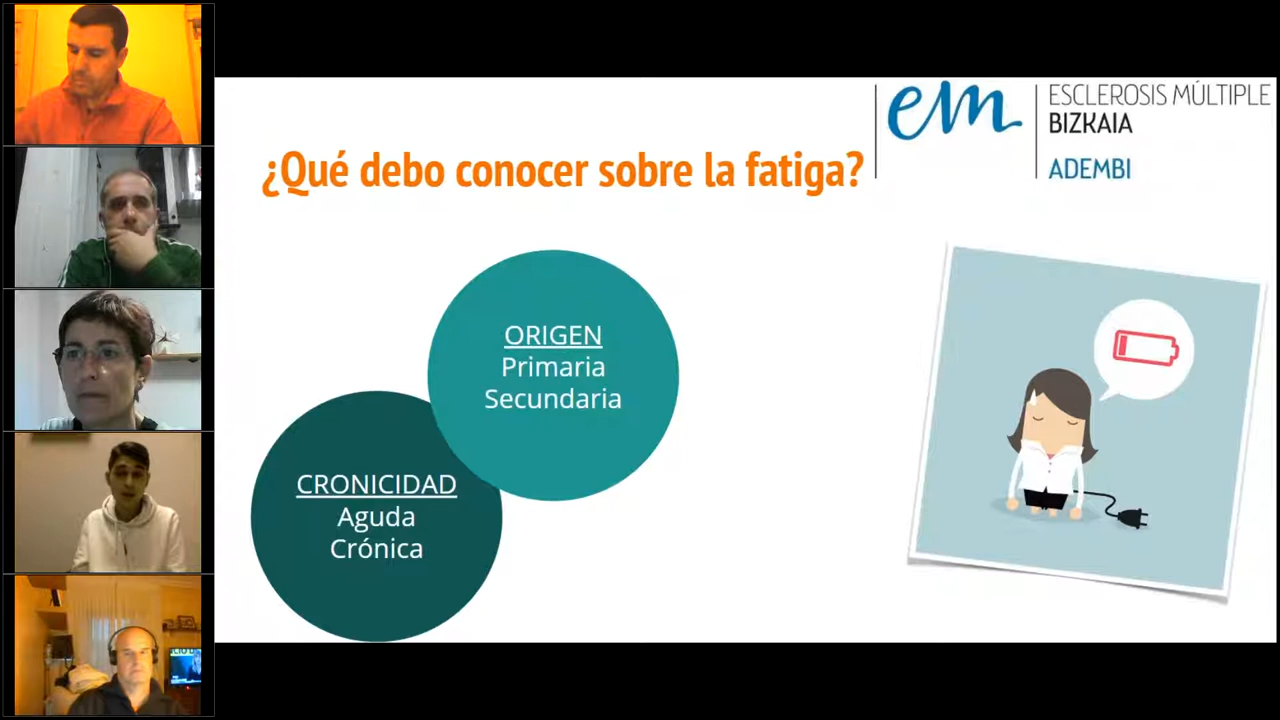 em
ESCLEROSIS MÚLTIPLE
BIZKAIA
ADEMBI
¿Qué debo conocer sobre la fatiga?
ORIGEN
Primaria
Secundaria
CRONICIDAD
Aguda
Crónica